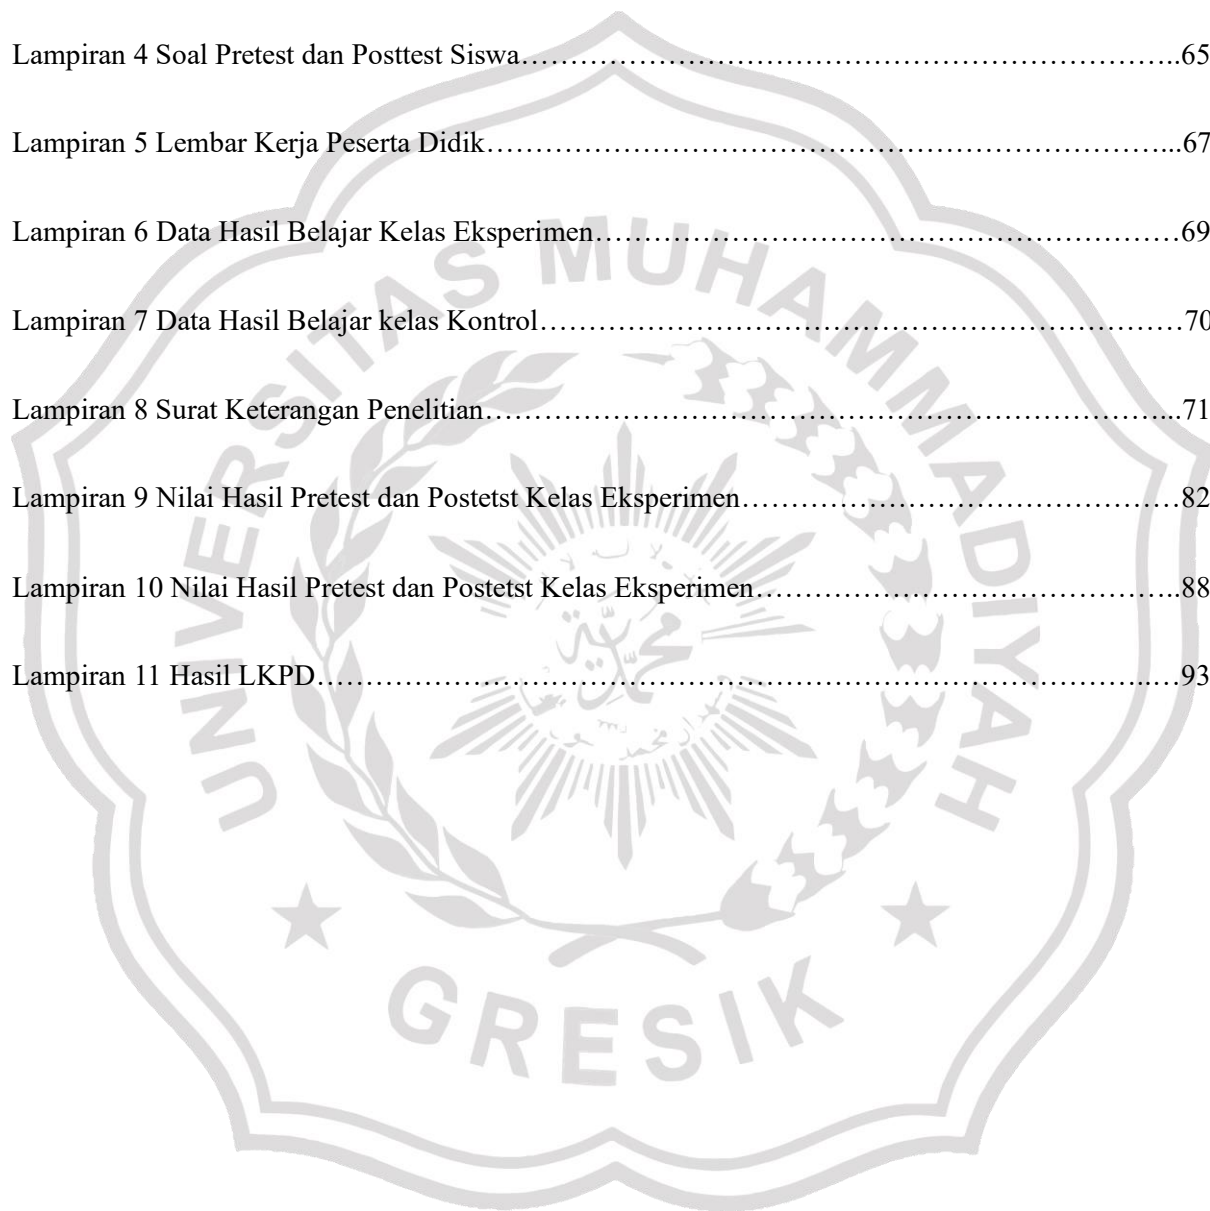 Lampiran 4 Soal Pretest dan Posttest Siswa……………………………………………………………………..65
Lampiran 5 Lembar Kerja Peserta Didik………………………………………………………………………...67
Lampiran 6 Data Hasil Belajar Kelas Eksperimen………………………………………………………………69
Lampiran 7 Data Hasil Belajar kelas Kontrol……………………………………………………………………70
Lampiran 8 Surat Keterangan Penelitian………………………………………………………………………...71
Lampiran 9 Nilai Hasil Pretest dan Postetst Kelas Eksperimen………………………………………………82
Lampiran 10 Nilai Hasil Pretest dan Postetst Kelas Eksperimen……………………………………………..88
Lampiran 11 Hasil LKPD…………………………………………………………………………………………..…93
UNIVERSITAS MUHAMMADIYAH
GRESIK